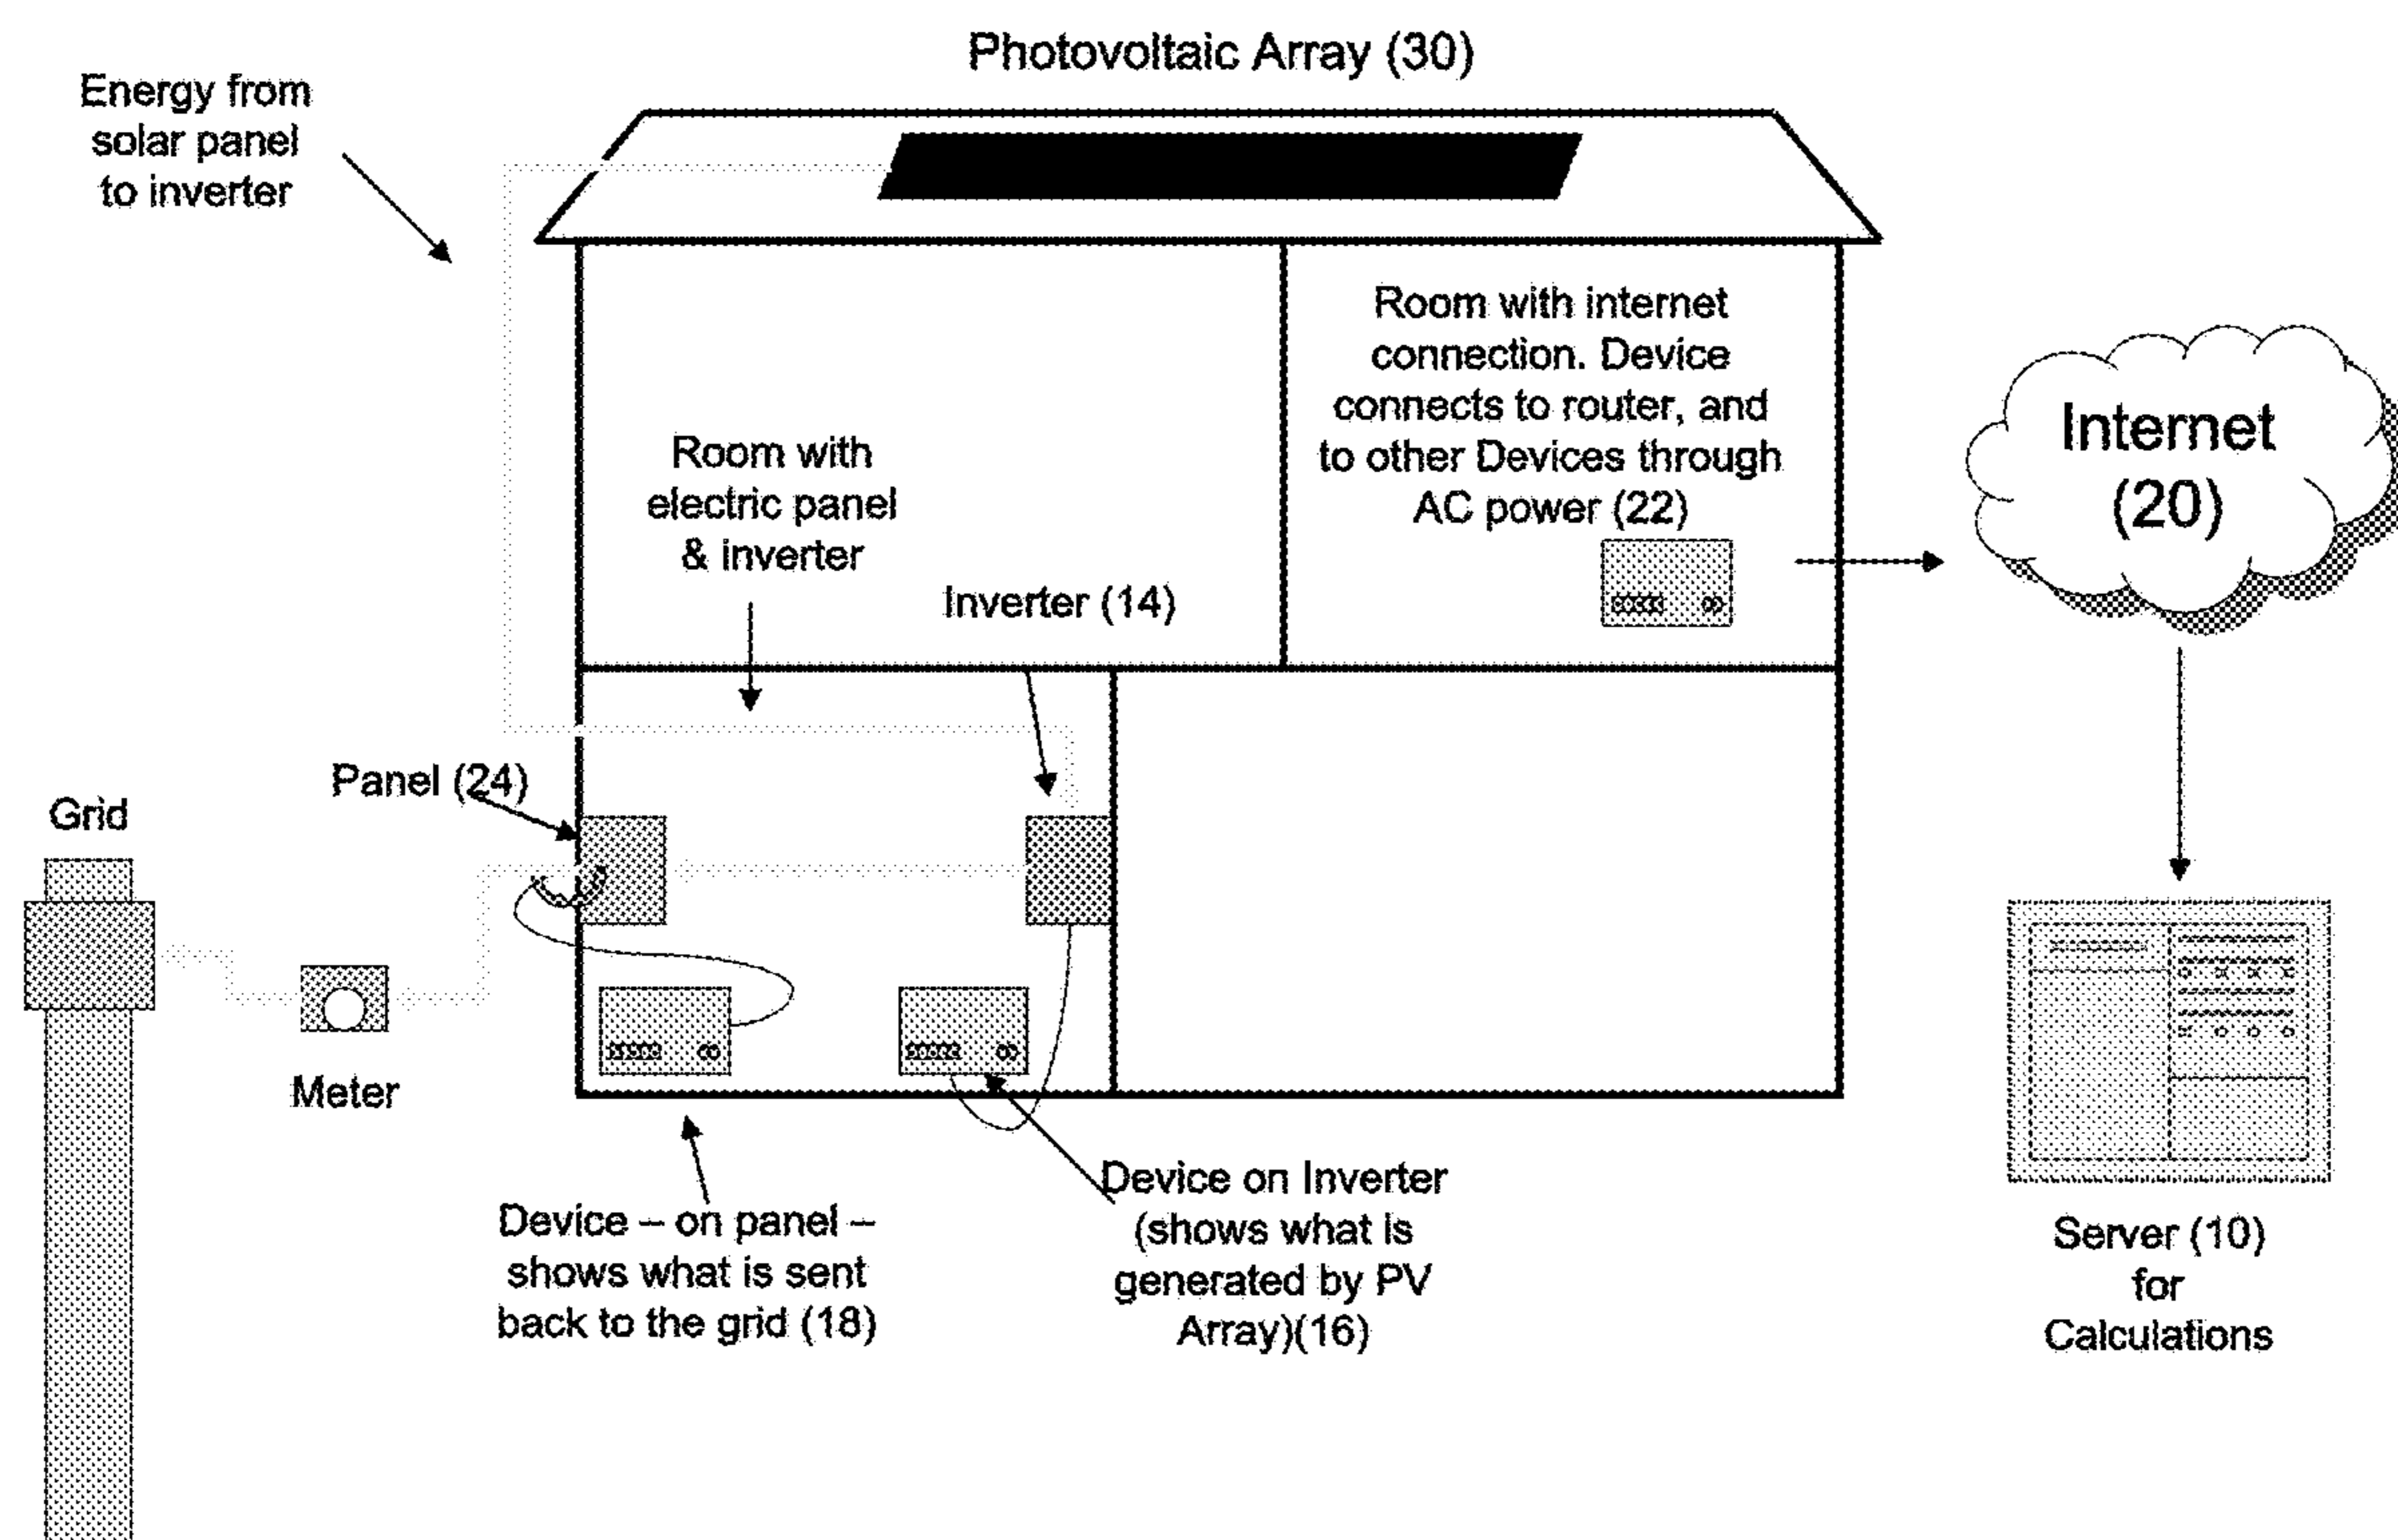 Photovoltaic Array (30)
Energy from
solar panel
to inverter
Room with internet
connection. Device
connects to router, and
to other Devices through
AC power (22)
Internet
(20)
Room with
electric panel
& inverter
Inverter (14)
Panel (24)
Grid
Meter
Device – on panel –
shows what is sent
back to the grid (18)
Device on Inverter
(shows what is
generated by PV
Array)(16)
Server (10)
for
Calculations